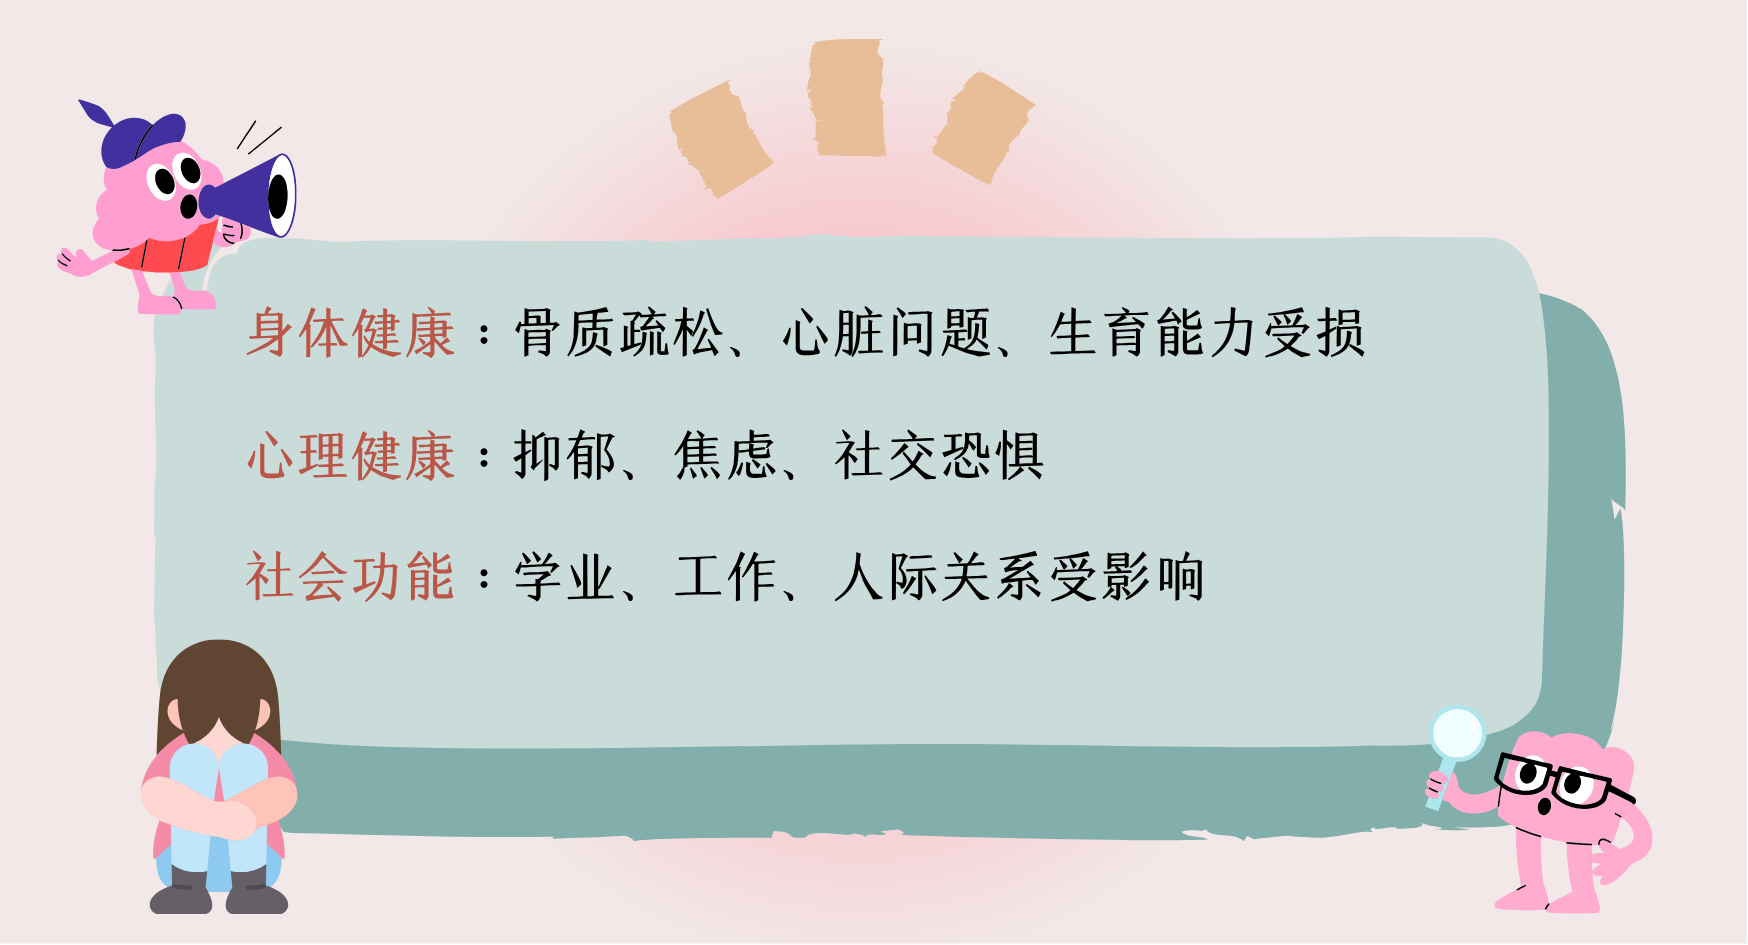 身体健康：骨质疏松、心脏问题、生育能力受损
心理健康：抑郁、焦虑、社交恐惧
社会功能：学业、工作、人际关系受影响